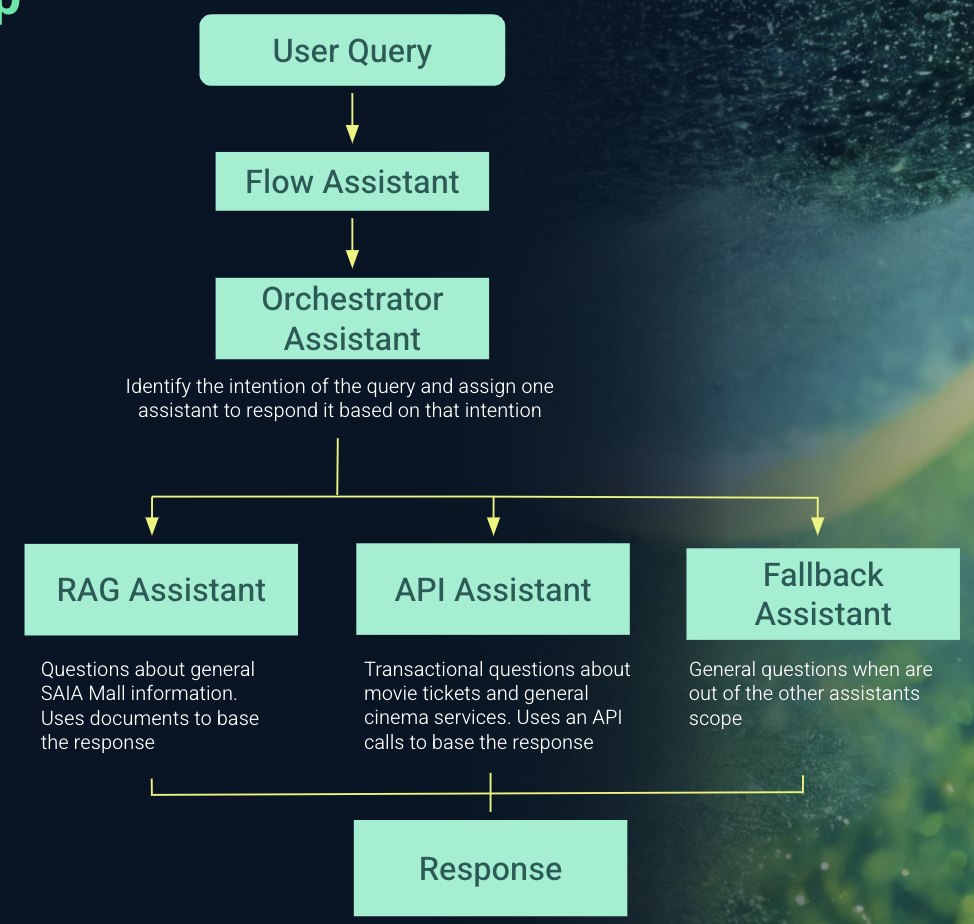 p
User Query
Flow Assistant
Orchestrator
Assistant
Identify the intention of the query and assign one
assistant to respond it based on that intention
RAG Assistant
API Assistant
Fallback
Assistant
Questions about general
SAIA Mall information.
Uses documents to base
the response
Transactional questions about
movie tickets and general
cinema services. Uses an API
calls to base the response
General questions when are
out of the other assistants
scope
Response